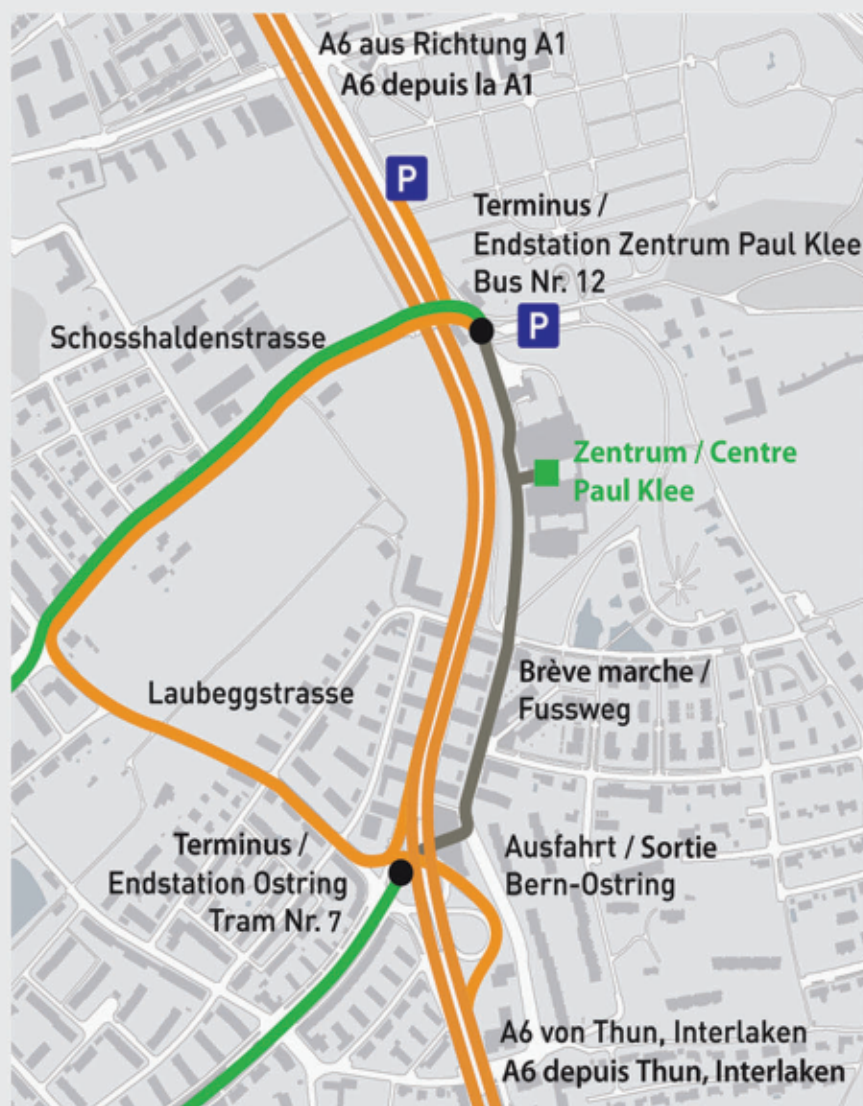 A6 aus Richtung A1
A6 depuis la A1
P
Terminus /
Endstation Zentrum Paul Klee
Bus Nr. 12
P
Schosshaldenstrasse
Zentrum / Centre
Paul Klee
Brève marche /
Fussweg
Laubeggstrasse
Terminus /
Endstation Ostring
Tram Nr. 7
Ausfahrt / Sortie
Bern-Ostring
A6 von Thun, Interlaken
A6 depuis Thun, Interlaken